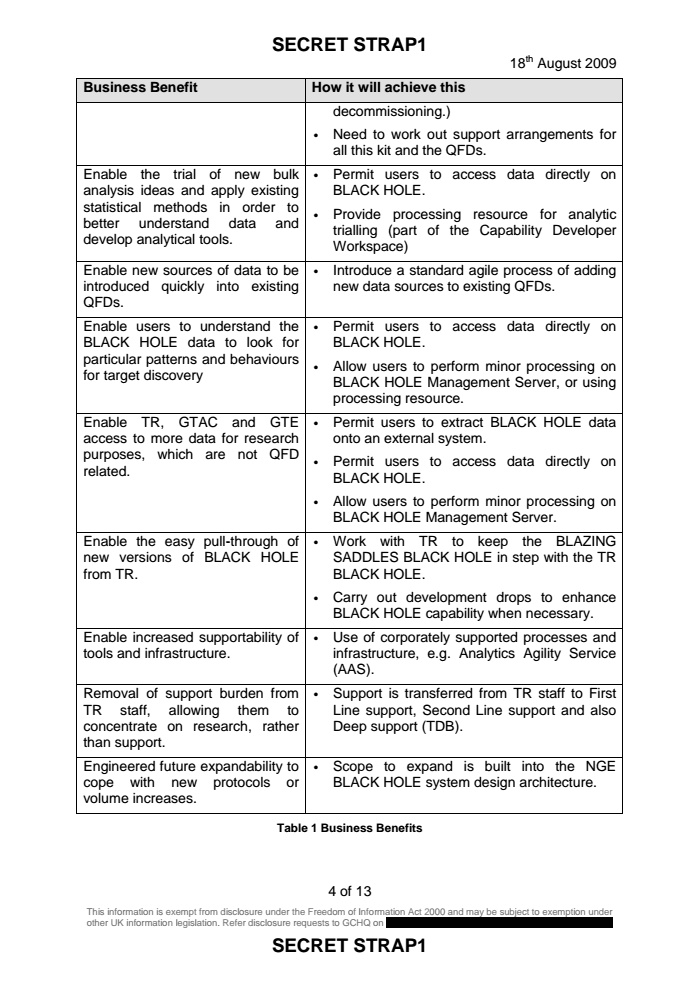 SECRET STRAP1
18th August 2009
Business Benefit
How it will achieve this
decommissioning.)
• Need to work out support arrangements for
all this kit and the QFDs.
Enable the trial of new bulk
analysis ideas and apply existing
statistical methods in order to
better understand data and
develop analytical tools.
• Permit users to access data directly on
BLACK HOLE.
• Provide processing resource for analytic
trialling (part of the Capability Developer
Workspace)
Enable new sources of data to be
introduced quickly into existing
QFDs.
• Introduce a standard agile process of adding
new data sources to existing QFDs.
Enable users to understand the
BLACK HOLE data to look for
particular patterns and behaviours
for target discovery
• Permit users to access data directly on
BLACK HOLE.
• Allow users to perform minor processing on
BLACK HOLE Management Server, or using
processing resource.
Enable TR, GTAC and GTE
access to more data for research
purposes, which are not QFD
related.
• Permit users to extract BLACK HOLE data
onto an external system.
• Permit users to access data directly on
BLACK HOLE.
• Allow users to perform minor processing on
BLACK HOLE Management Server.
Enable the easy pull-through of
new versions of BLACK HOLE
from TR.
• Work with TR to keep the BLAZING
SADDLES BLACK HOLE in step with the TR
BLACK HOLE.
• Carry out development drops to enhance
BLACK HOLE capability when necessary.
Enable increased supportability of
tools and infrastructure.
• Use of corporately supported processes and
infrastructure, e.g. Analytics Agility Service
(AAS).
Removal of support burden from
TR staff, allowing them to
concentrate on research, rather
than support.
• Support is transferred from TR staff to First
Line support, Second Line support and also
Deep support (TDB).
Engineered future expandability to
cope with new protocols or
volume increases.
• Scope to expand is built into the NGE
BLACK HOLE system design architecture.
Table 1 Business Benefits
4 of 13
This information is exempt from disclosure under the Freedom of Information Act 2000 and may be subject to exemption under
other UK information legislation. Refer disclosure requests to GCHQ on
SECRET STRAP1